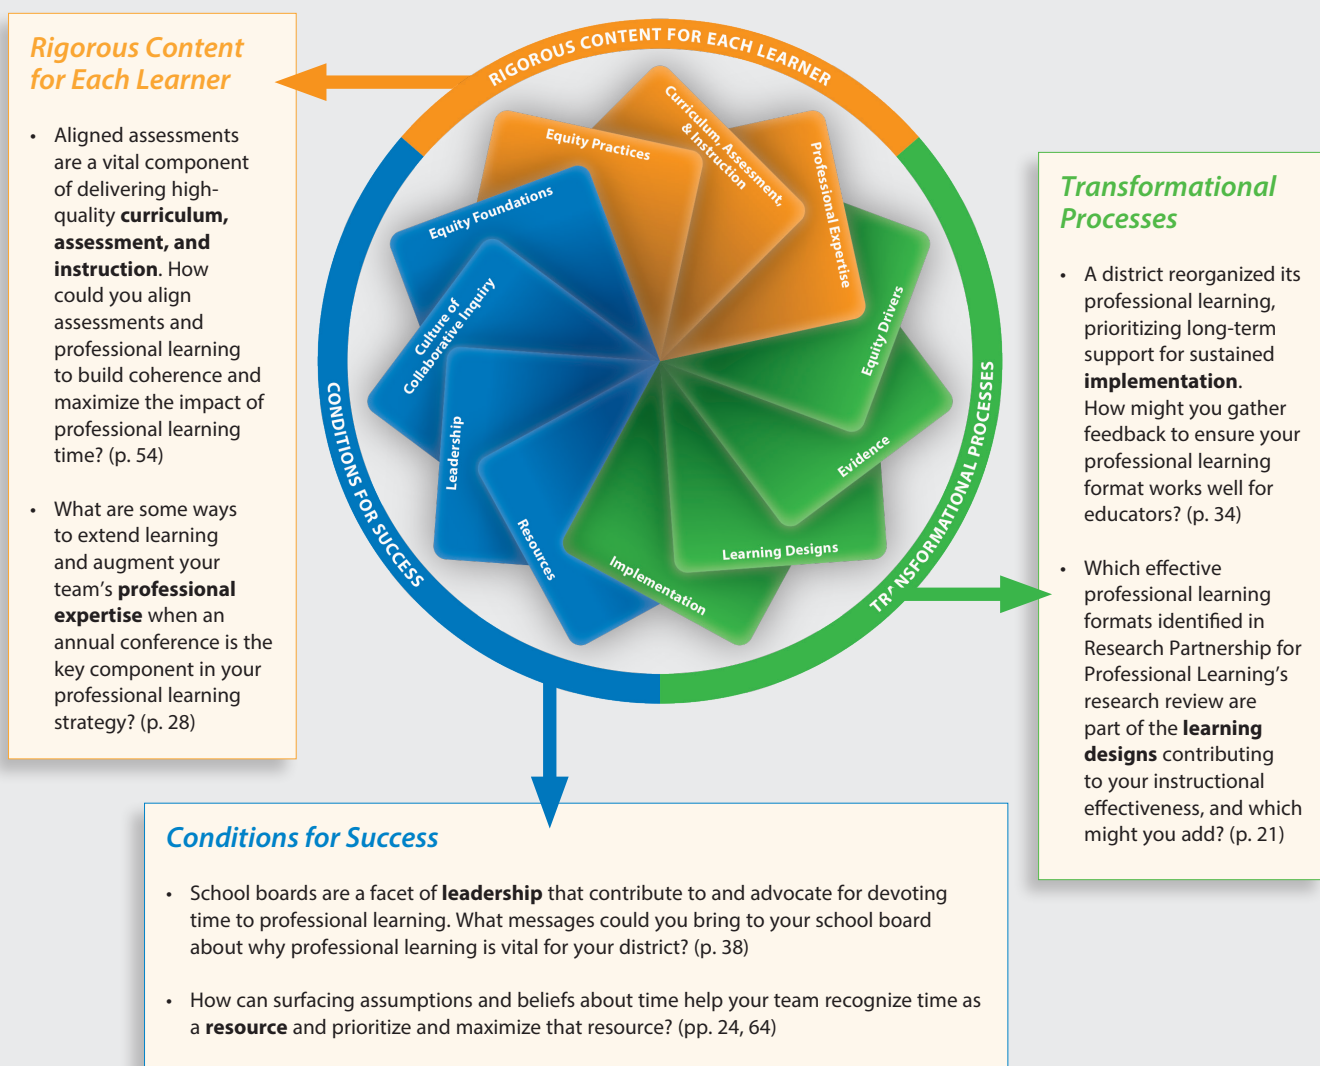 Rigorous Content
for Each Learner
• Aligned assessments
are a vital component
of delivering high-
quality curriculum,
assessment, and
instruction. How
could you align
assessments and
professional learning
to build coherence and
maximize the impact of
professional learning
time? (p. 54)
• What are some ways
to extend learning
and augment your
team’s professional
expertise when an
annual conference is the
key component in your
professional learning
strategy? (p. 28)
RIGOROUS CONTENT FOR EACH LEARNER
Equity Practices
Curriculum, Assessment,
& Instruction
Professional Expertise
Equity Foundations
Culture of
Collaborative Inquiry
Leadership
Resources
Equity Drivers
Evidence
Learning Designs
Implementation
CONDITIONS FOR SUCCESS
TRANSFORMATIONAL PROCESSES
Transformational
Processes
• A district reorganized its
professional learning,
prioritizing long-term
support for sustained
implementation.
How might you gather
feedback to ensure your
professional learning
format works well for
educators? (p. 34)
• Which effective
professional learning
formats identified in
Research Partnership for
Professional Learning’s
research review are
part of the learning
designs contributing
to your instructional
effectiveness, and which
might you add? (p. 21)
Conditions for Success
• School boards are a facet of leadership that contribute to and advocate for devoting
time to professional learning. What messages could you bring to your school board
about why professional learning is vital for your district? (p. 38)
• How can surfacing assumptions and beliefs about time help your team recognize time as
a resource and prioritize and maximize that resource? (pp. 24, 64)